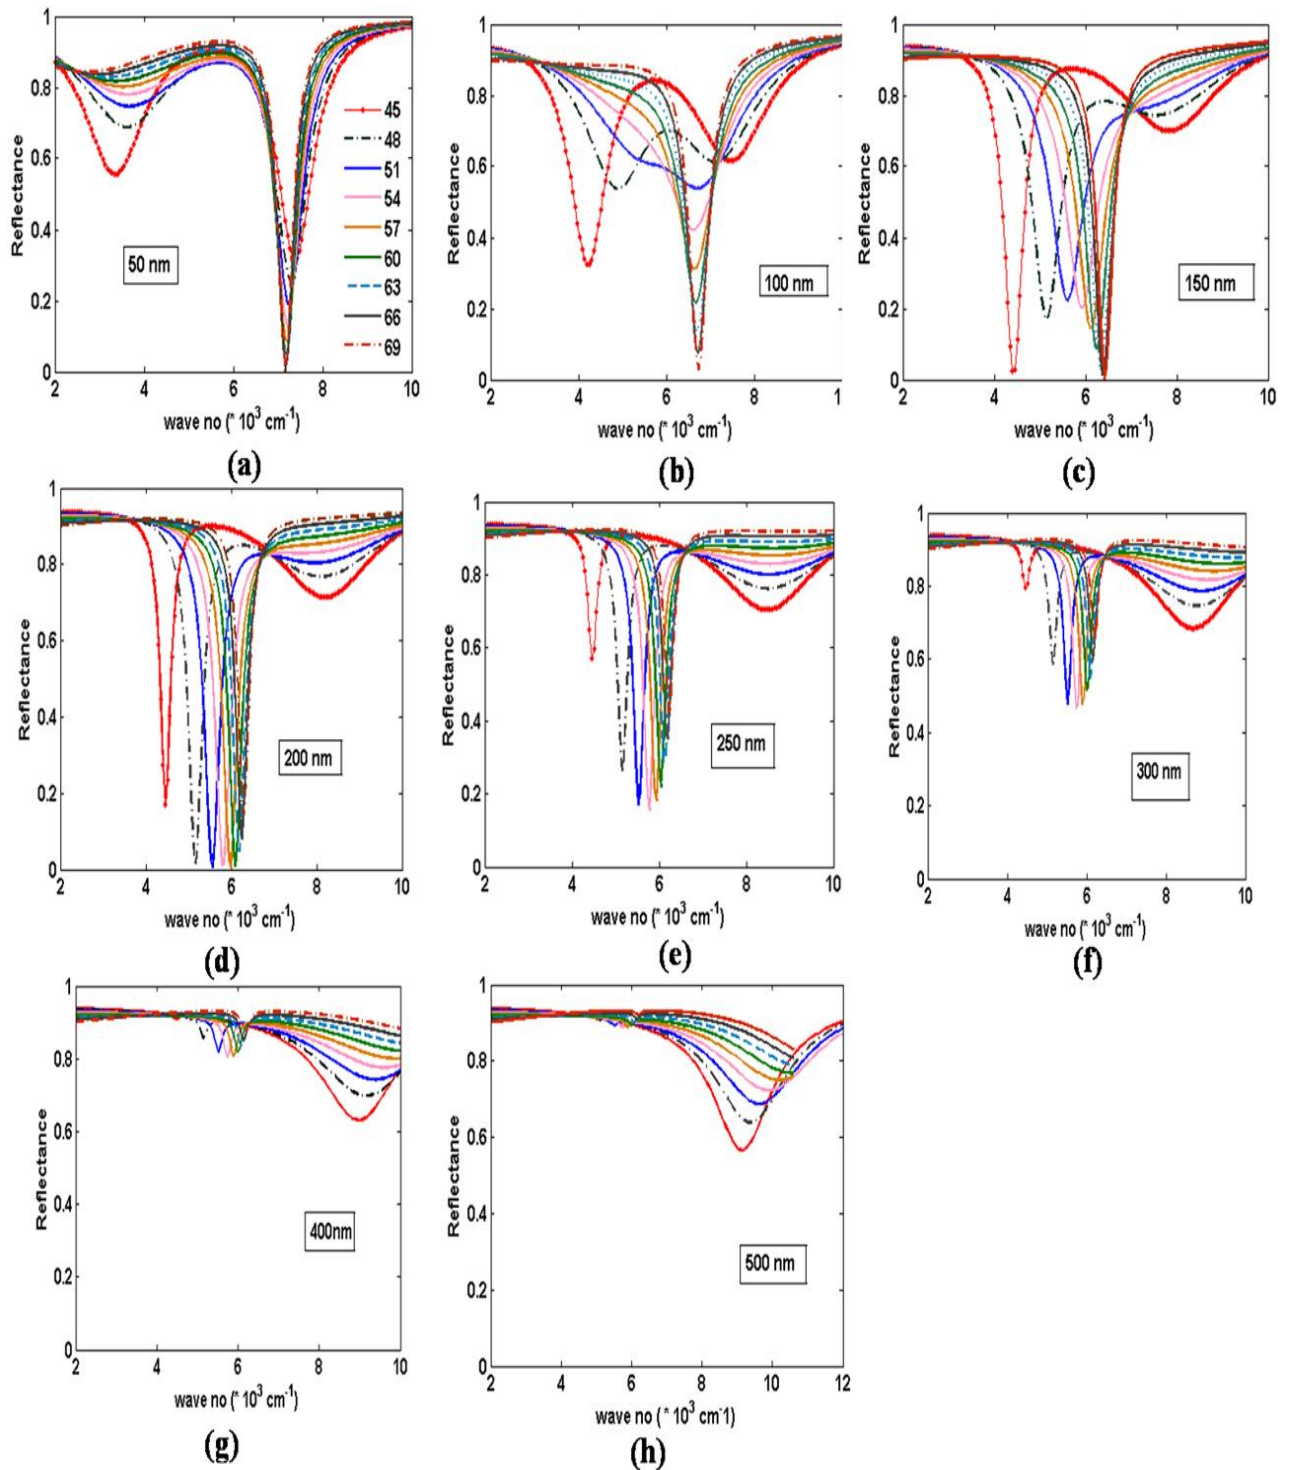 1
0.8
0.6
0.4
0.2
0
Reflectance
45
48
51
54
57
60
63
66
69
50 nm
2 4 6 8 10
wave no (* 10³ cm⁻¹)
(a)
1
0.8
0.6
0.4
0.2
0
Reflectance
100 nm
2 4 6 8 1
wave no (* 10³ cm⁻¹)
(b)
1
0.8
0.6
0.4
0.2
0
Reflectance
150 nm
2 4 6 8 10
wave no (* 10³ cm⁻¹)
(c)
1
0.8
0.6
0.4
0.2
0
Reflectance
200 nm
2 4 6 8 10
wave no (* 10³ cm⁻¹)
(d)
1
0.8
0.6
0.4
0.2
0
Reflectance
250 nm
2 4 6 8 10
wave no (* 10³ cm⁻¹)
(e)
1
0.8
0.6
0.4
0.2
0
Reflectance
300 nm
2 4 6 8 10
wave no (* 10³ cm⁻¹)
(f)
1
0.8
0.6
0.4
0.2
0
Reflectance
400nm
2 4 6 8 10
wave no (* 10³ cm⁻¹)
(g)
1
0.8
0.6
0.4
0.2
0
Reflectance
500 nm
2 4 6 8 10 12
wave no ( * 10³ cm⁻1)
(h)